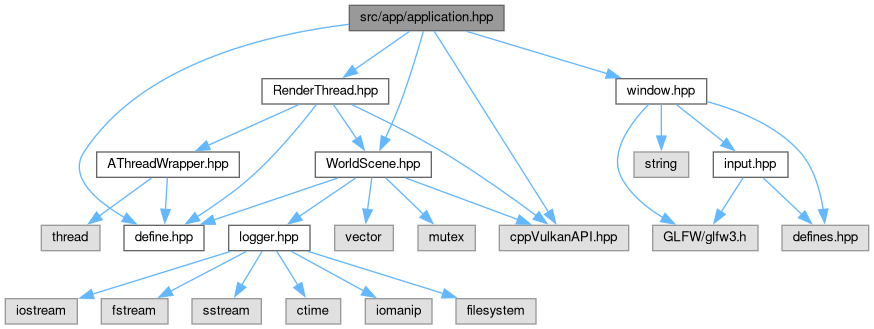 src/app/application.hpp
RenderThread.hpp
window.hpp
AThreadWrapper.hpp
WorldScene.hpp
string
input.hpp
thread
define.hpp
logger.hpp
vector
mutex
cppVulkanAPI.hpp
GLFW/glfw3.h
defines.hpp
iostream
fstream
sstream
ctime
iomanip
filesystem